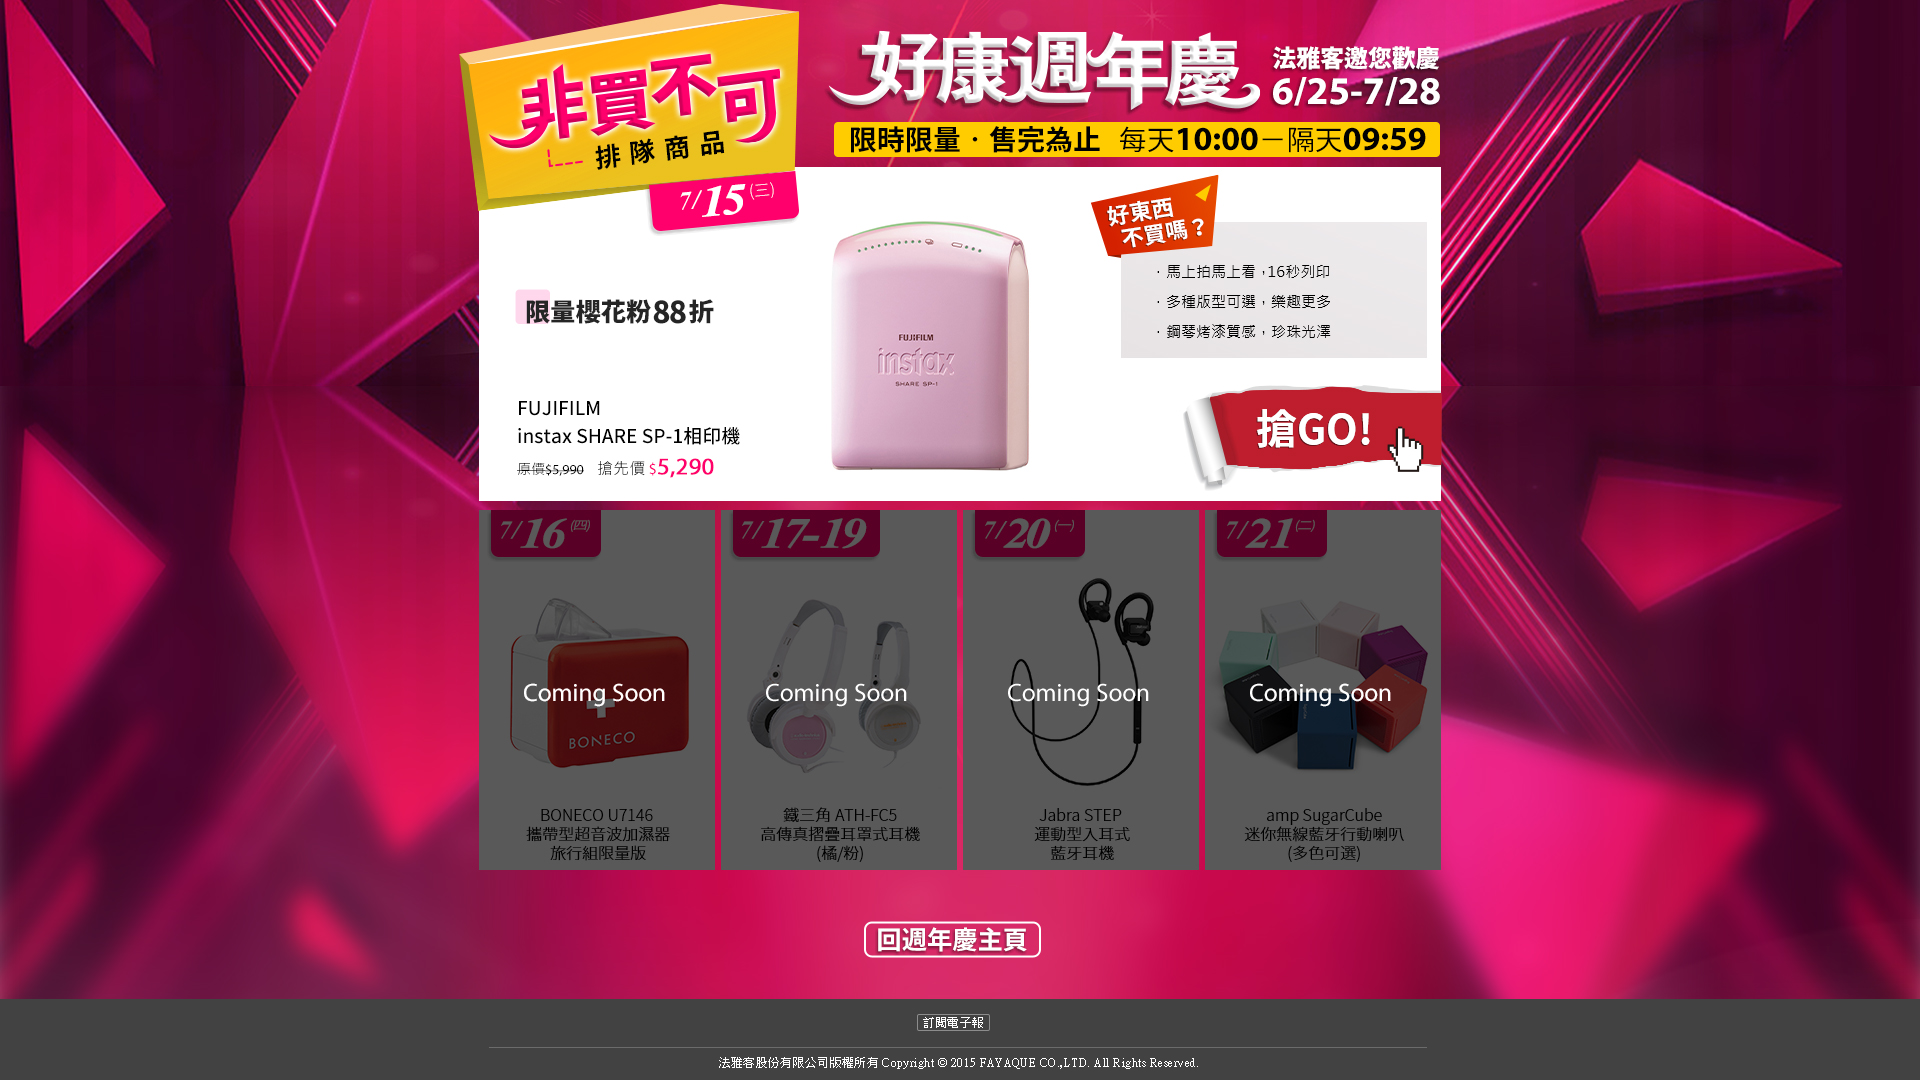 非買不可
排隊商品
好康週年慶
法雅客邀您歡慶
6/25-7/28
限時限量 · 售完為止 每天10:00－隔天09:59
7/15 (三)
限量櫻花粉88折
FUJIFILM
instax SHARE SP-1相印機
原價$5,990 搶先價 $5,290
FUJIFILM
instax
SHARE SP-1
好東西
不買嗎？
· 馬上拍馬上看，16秒列印
· 多種版型可選，樂趣更多
· 鋼琴烤漆質感，珍珠光澤
搶GO!
7/16 (四)
Coming Soon
BONECO
BONECO U7146
攜帶型超音波加濕器
旅行組限量版
7/17-19
Coming Soon
鐵三角 ATH-FC5
高傳真摺疊耳罩式耳機
(橘/粉)
7/20 (一)
Coming Soon
Jabra STEP
運動型入耳式
藍牙耳機
7/21 (二)
Coming Soon
amp SugarCube
迷你無線藍牙行動喇叭
(多色可選)
回週年慶主頁
訂閱電子報
法雅客股份有限公司版權所有 Copyright © 2015 FAYAQUE CO.,LTD. All Rights Reserved.